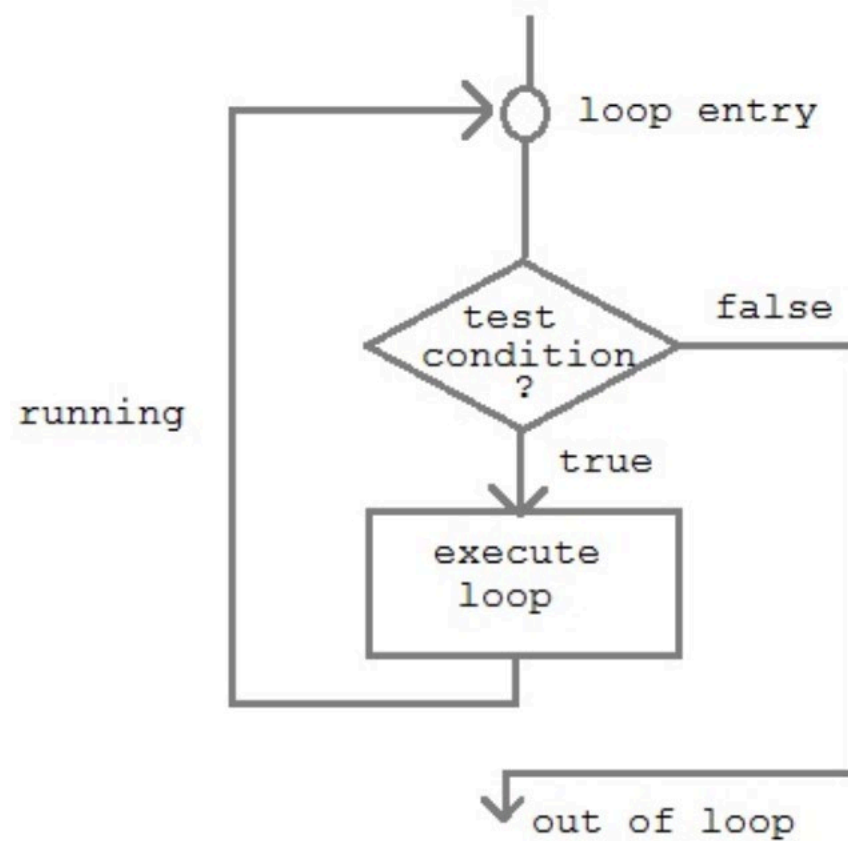 loop entry
test
condition
?
false
running
true
execute
loop
out of loop